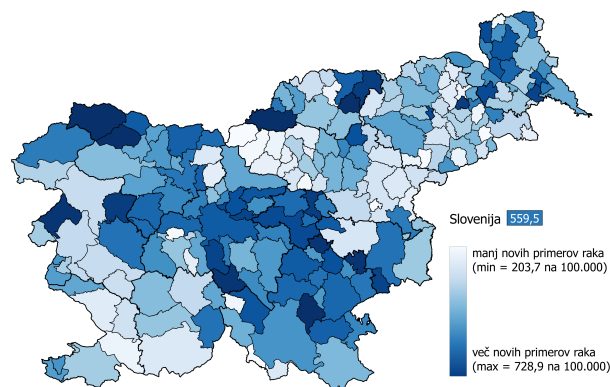 Slovenija 559,5
manj novih primerov raka
(min = 203,7 na 100.000)
več novih primerov raka
(max = 728,9 na 100.000)